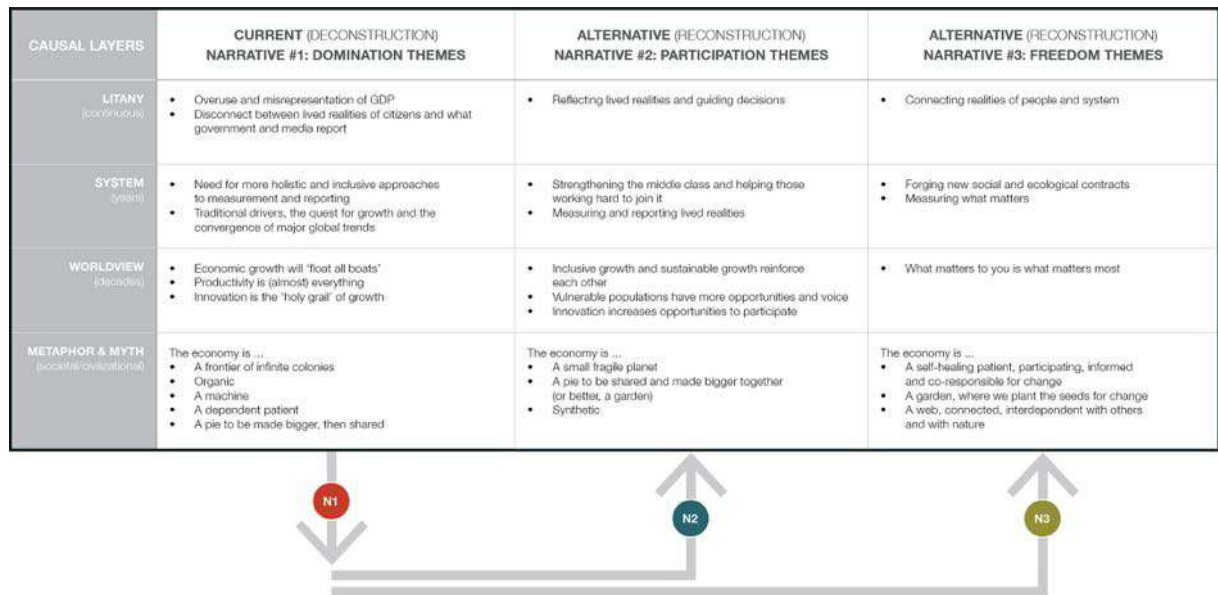 CAUSAL LAYERS
CURRENT (DECONSTRUCTION)
NARRATIVE #1: DOMINATION THEMES
ALTERNATIVE (RECONSTRUCTION)
NARRATIVE #2: PARTICIPATION THEMES
ALTERNATIVE (RECONSTRUCTION)
NARRATIVE #3: FREEDOM THEMES
LITANY
(continuous)
• Overuse and misrepresentation of GDP
• Disconnect between lived realities of citizens and what
government and media report
• Reflecting lived realities and guiding decisions
• Connecting realities of people and system
SYSTEM
(years)
• Need for more holistic and inclusive approaches
to measurement and reporting
• Traditional drivers, the quest for growth and the
convergence of major global trends
• Strengthening the middle class and helping those
working hard to join it
• Measuring and reporting lived realities
• Forging new social and ecological contracts
• Measuring what matters
WORLDVIEW
(decades)
• Economic growth will 'float all boats'
• Productivity is (almost) everything
• Innovation is the 'holy grail' of growth
• Inclusive growth and sustainable growth reinforce
each other
• Vulnerable populations have more opportunities and voice
• Innovation increases opportunities to participate
• What matters to you is what matters most
METAPHOR & MYTH
(societal/civilizational)
The economy is ...
• A frontier of infinite colonies
• Organic
• A machine
• A dependent patient
• A pie to be made bigger, then shared
The economy is ...
• A small fragile planet
• A pie to be shared and made bigger together
(or better, a garden)
• Synthetic
The economy is ...
• A self-healing patient, participating, informed
and co-responsible for change
• A garden, where we plant the seeds for change
• A web, connected, interdependent with others
and with nature
N1
N2
N3